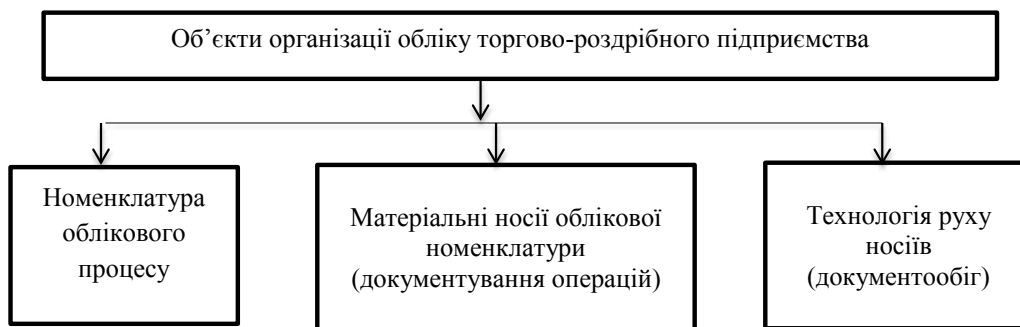 Об’єкти організації обліку торгово-роздрібного підприємства
Номенклатура
облікового
процесу
Матеріальні носії облікової
номенклатури
(документування операцій)
Технологія руху
носіїв
(документообіг)